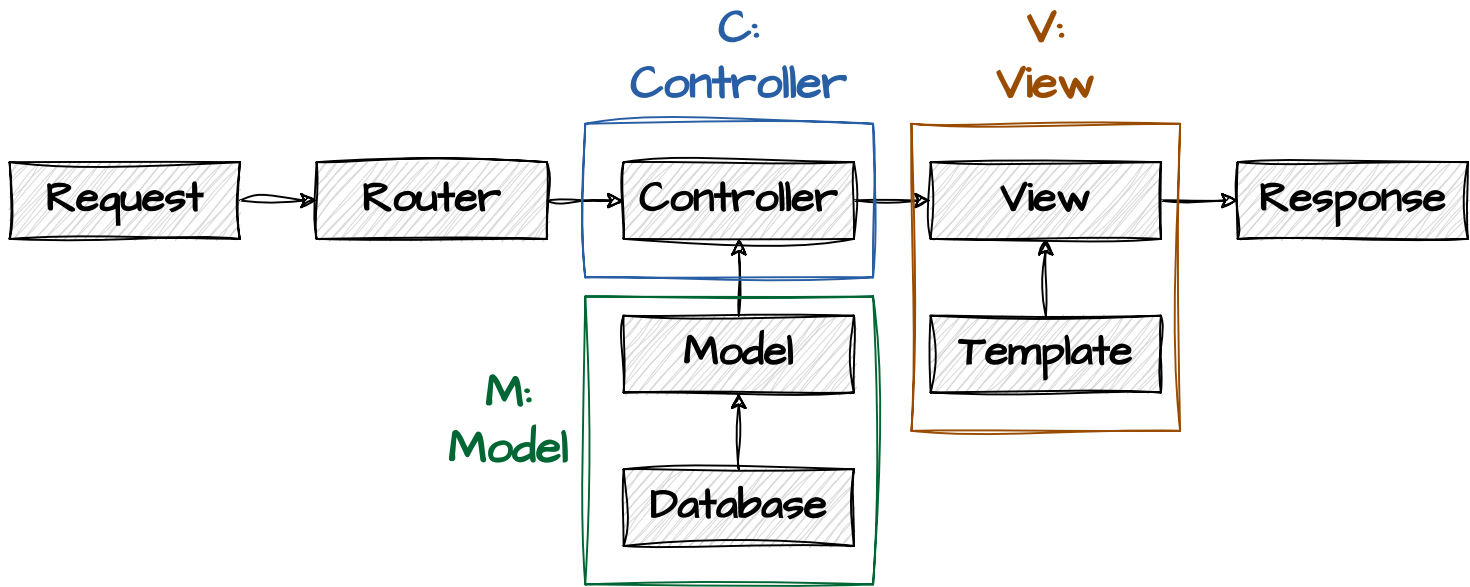 C:
Controller
V:
View
Request
Router
Controller
View
Response
Model
Template
M:
Model
Database